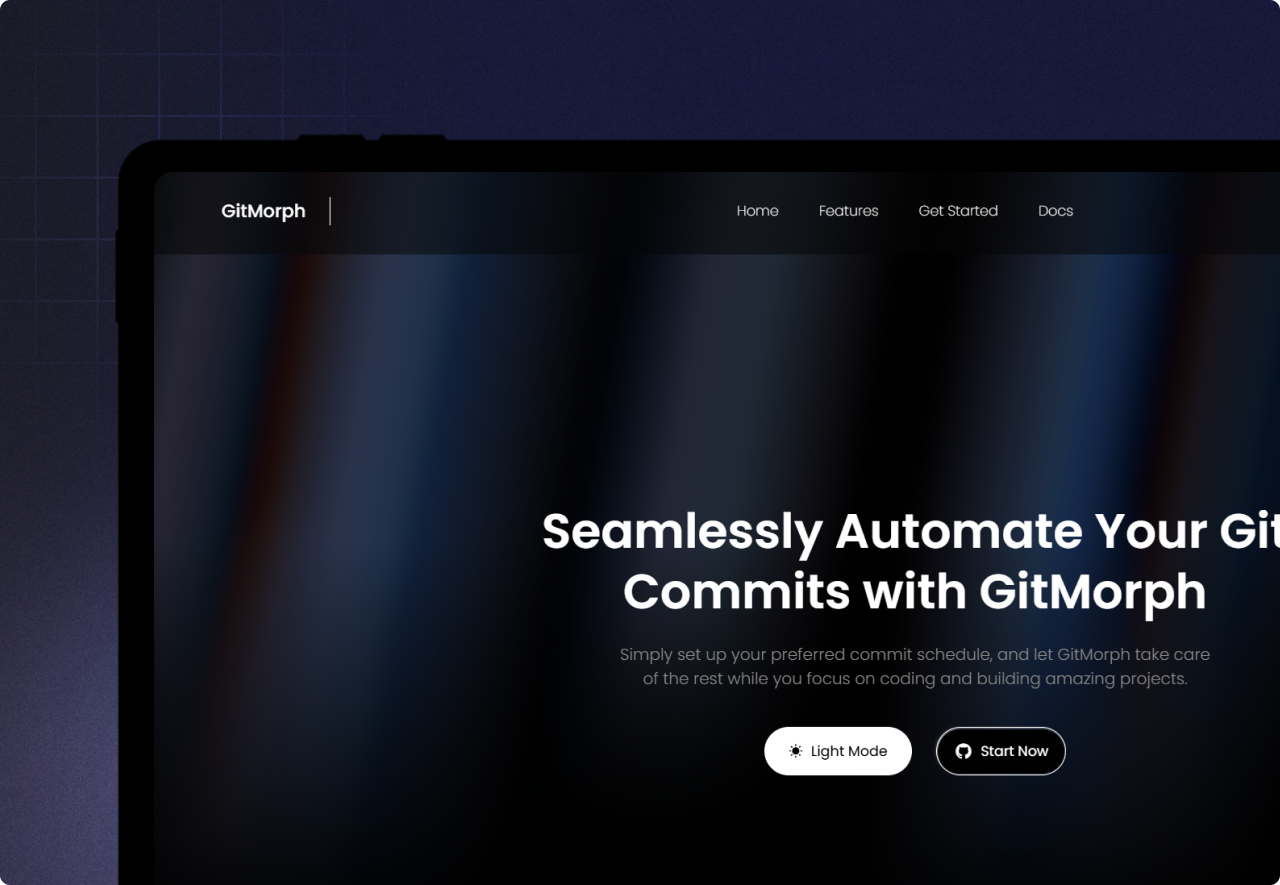 GitMorph
Home Features Get Started Docs
Seamlessly Automate Your Git
Commits with GitMorph
Simply set up your preferred commit schedule, and let GitMorph take care
of the rest while you focus on coding and building amazing projects.
Light Mode Start Now